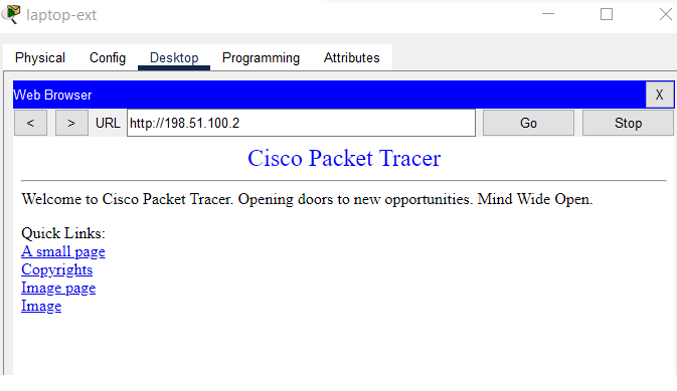 laptop-ext
Physical Config Desktop Programming Attributes
Web Browser X
< > URL http://198.51.100.2 Go Stop
Cisco Packet Tracer
Welcome to Cisco Packet Tracer. Opening doors to new opportunities. Mind Wide Open.
Quick Links:
A small page
Copyrights
Image page
Image